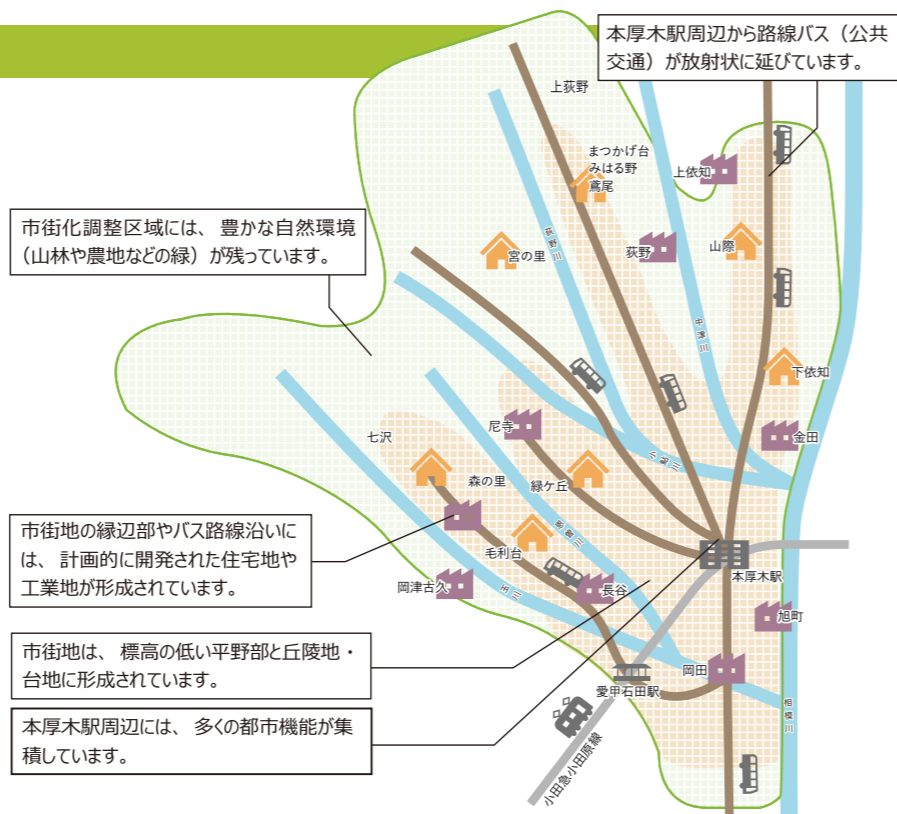 本厚木駅周辺から路線バス（公共
交通）が放射状に延びています。
上荻野
まつかげ台
みはる野
鳶尾
上依知
市街化調整区域には、豊かな自然環境
（山林や農地などの緑）が残っています。
宮の里
荻野川
荻野
山際
中津川
下依知
尼寺
金田
七沢
小鮎川
森の里
緑ケ丘
市街地の縁辺部やバス路線沿いに
は、計画的に開発された住宅地や
工業地が形成されています。
恩曽川
毛利台
本厚木駅
岡津古久
玉川
長谷
旭町
市街地は、標高の低い平野部と丘陵地・
台地に形成されています。
岡田
愛甲石田駅
相模川
本厚木駅周辺には、多くの都市機能が集
積しています。
小田急小田原線